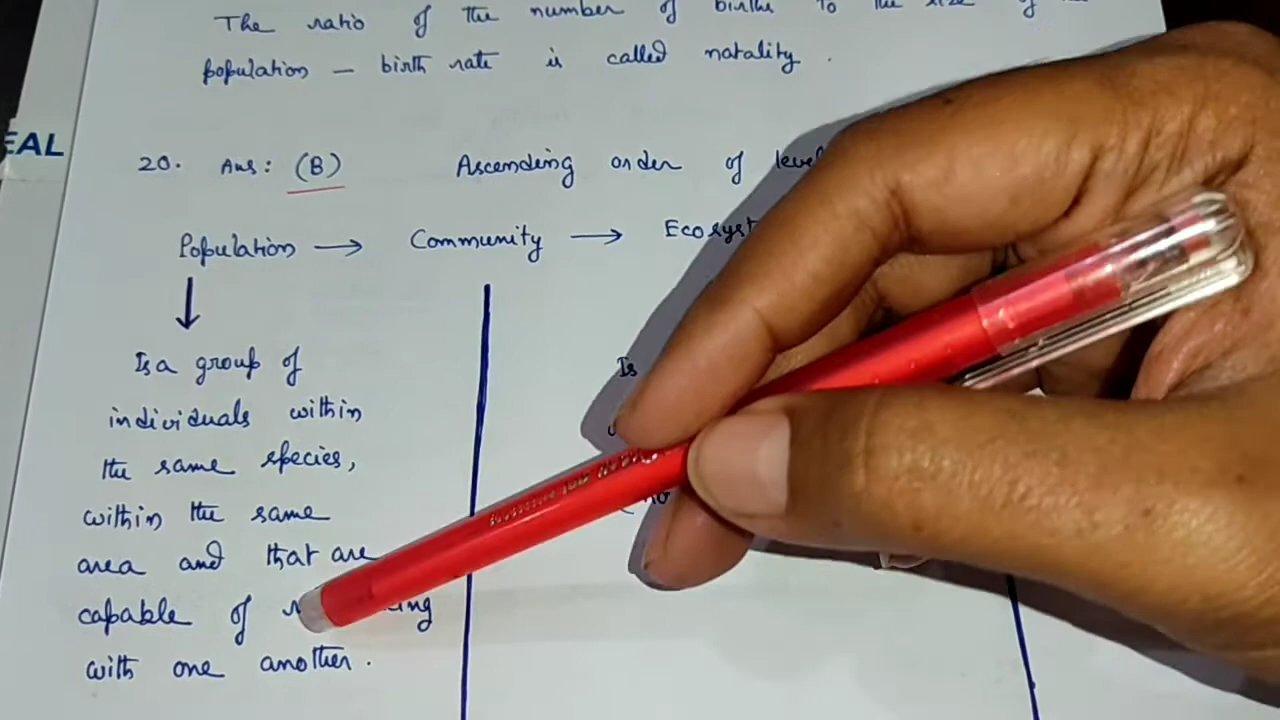 The ratio of the number of births to the size of
population – birth rate is called natality.
EAL
20. Ans: (B) Ascending order of
Population → Community →
Is a group of
individuals within
the same species,
within the same
area and that are
capable of
with one another.
Is